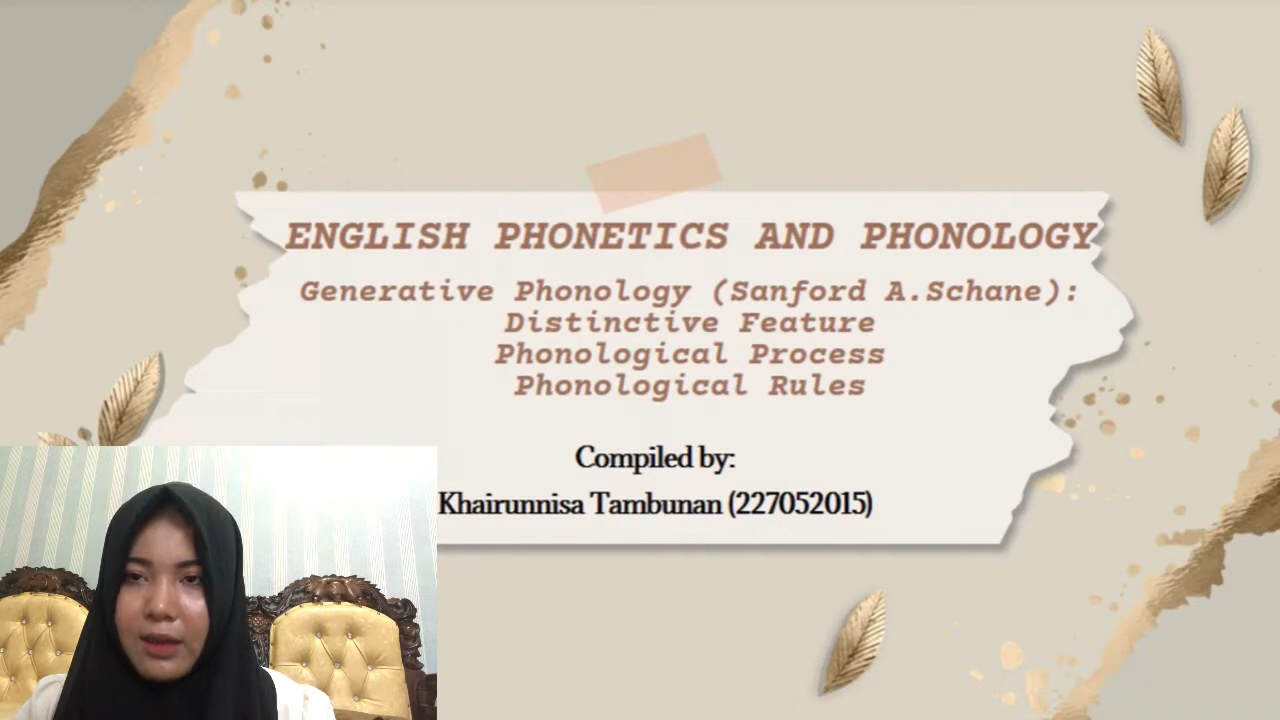 ENGLISH PHONETICS AND PHONOLOGY
Generative Phonology (Sanford A.Schane):
Distinctive Feature
Phonological Process
Phonological Rules
Compiled by:
Khairunnisa Tambunan (227052015)